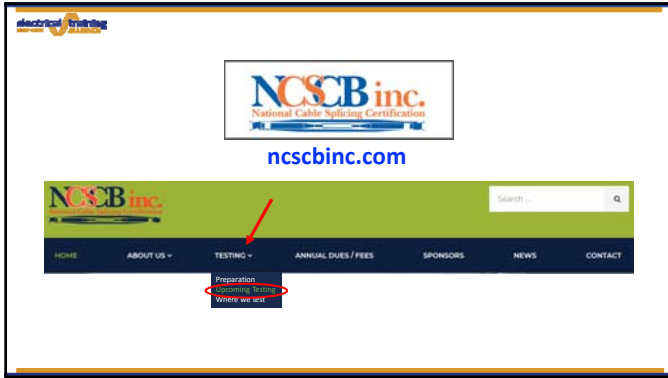 electrical training
ALLIANCE
NCSCB inc.
National Cable Splicing Certification
ncscbinc.com
NCSCB inc.
Search ...
HOME ABOUT US TESTING ANNUAL DUES / FEES SPONSORS NEWS CONTACT
Preparation
Upcoming Testing
Where we test